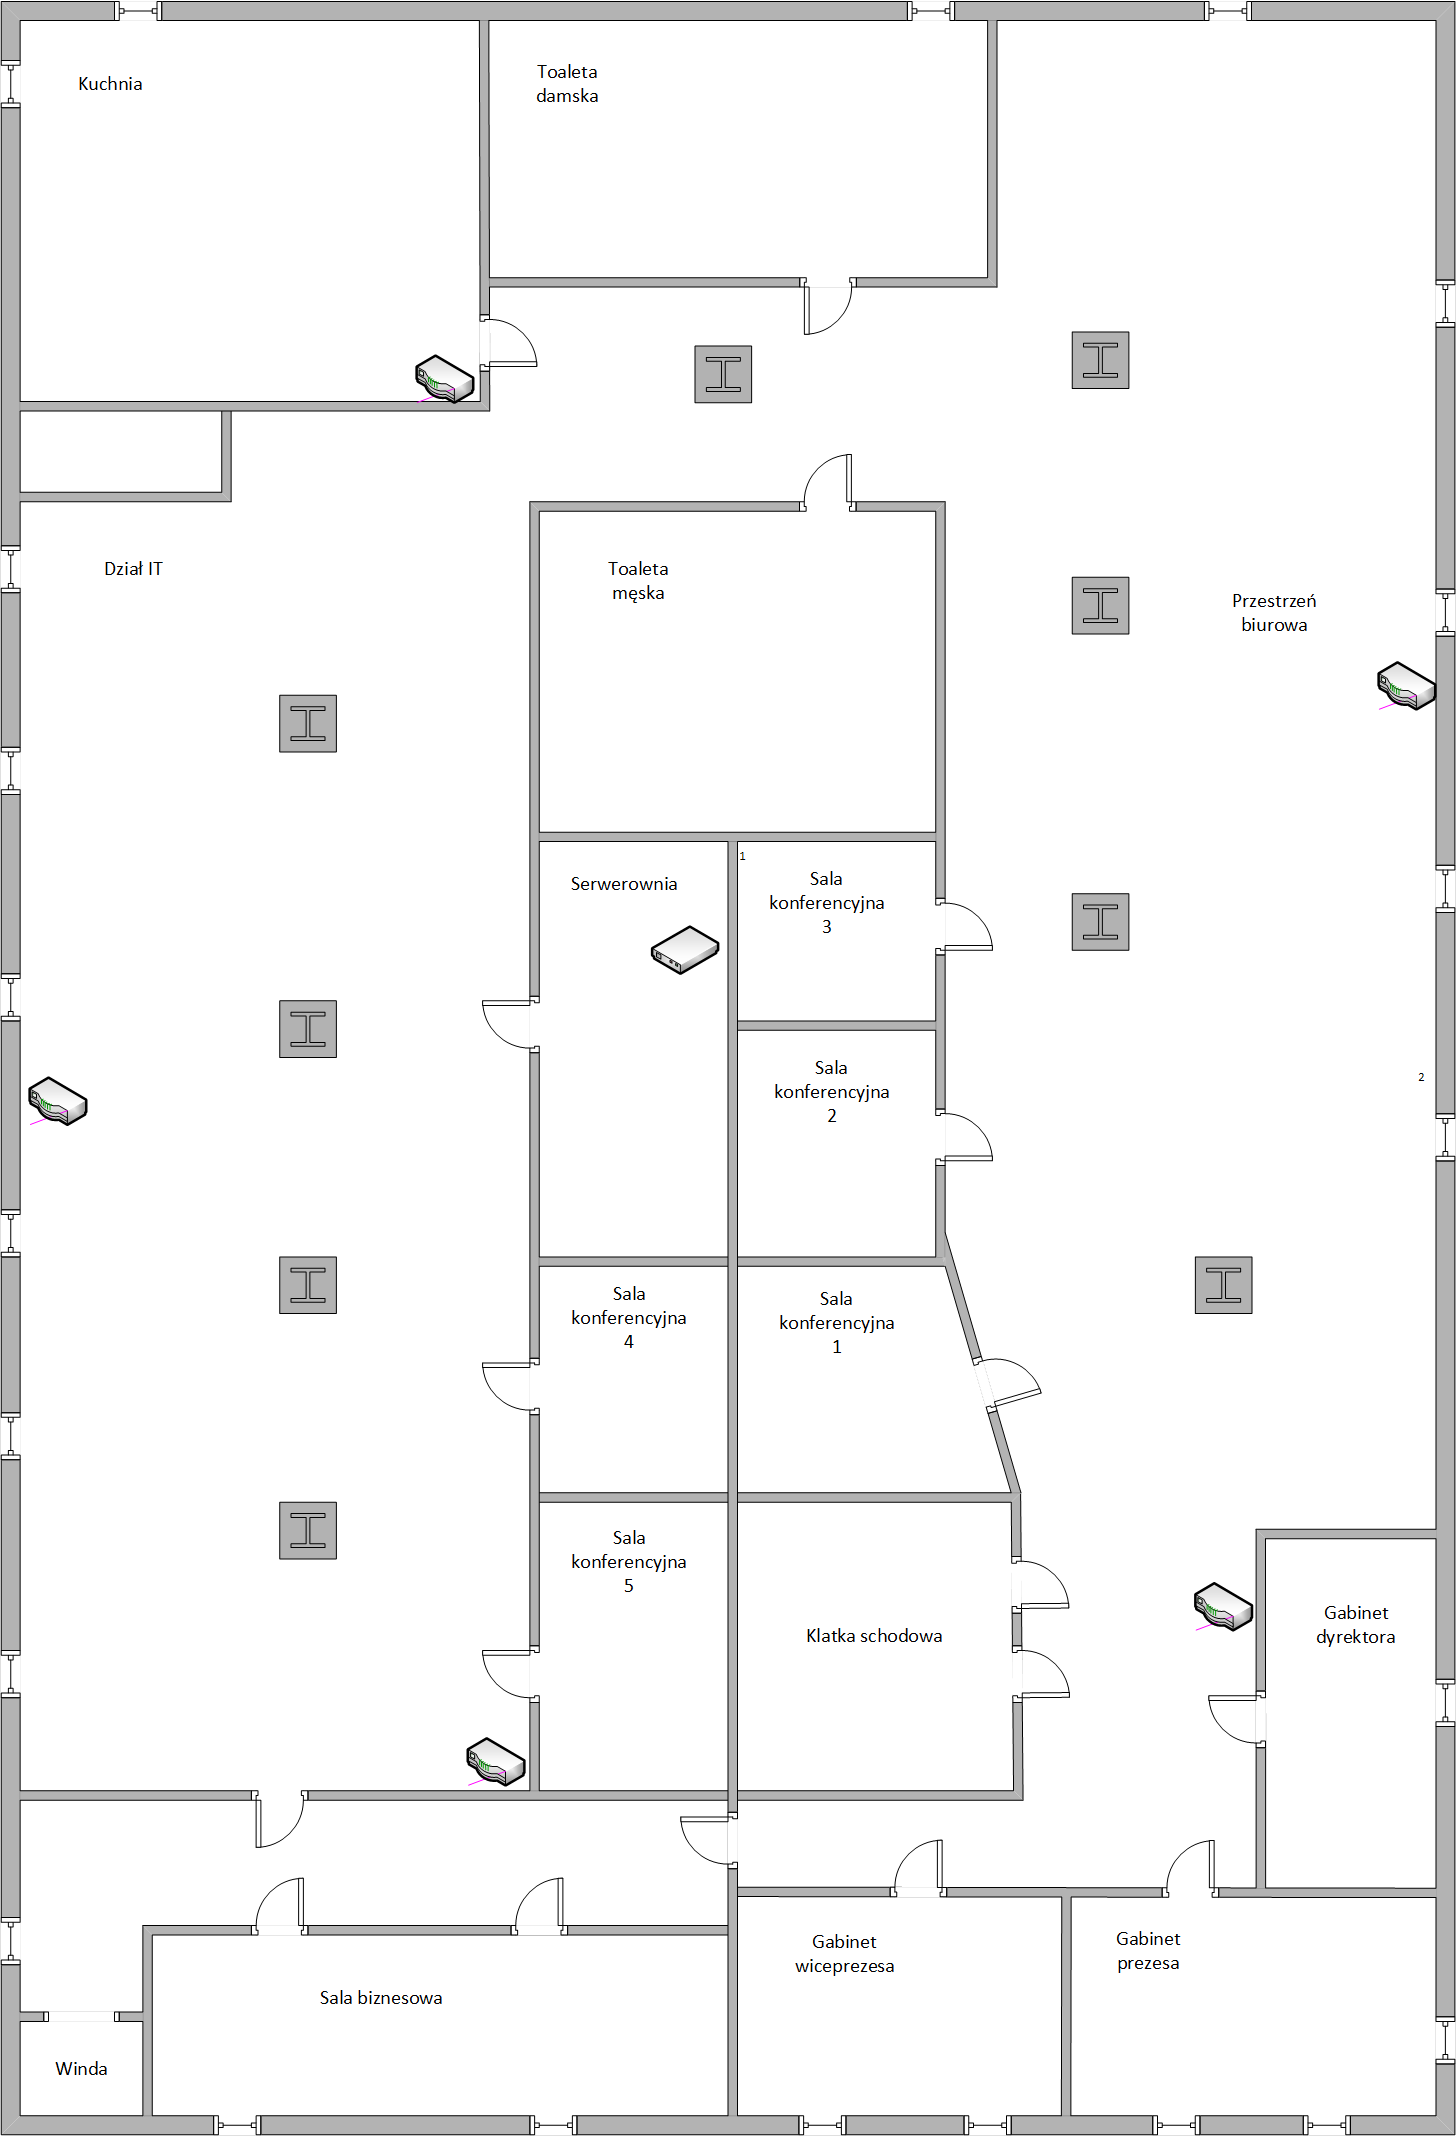 Kuchnia
Toaleta
damska
Dział IT
Toaleta
męska
Przestrzeń
biurowa
Serwerownia
1
Sala
konferencyjna
3
Sala
konferencyjna
2
2
Sala
konferencyjna
4
Sala
konferencyjna
1
Sala
konferencyjna
5
Klatka schodowa
Gabinet
dyrektora
Gabinet
wiceprezesa
Gabinet
prezesa
Sala biznesowa
Winda